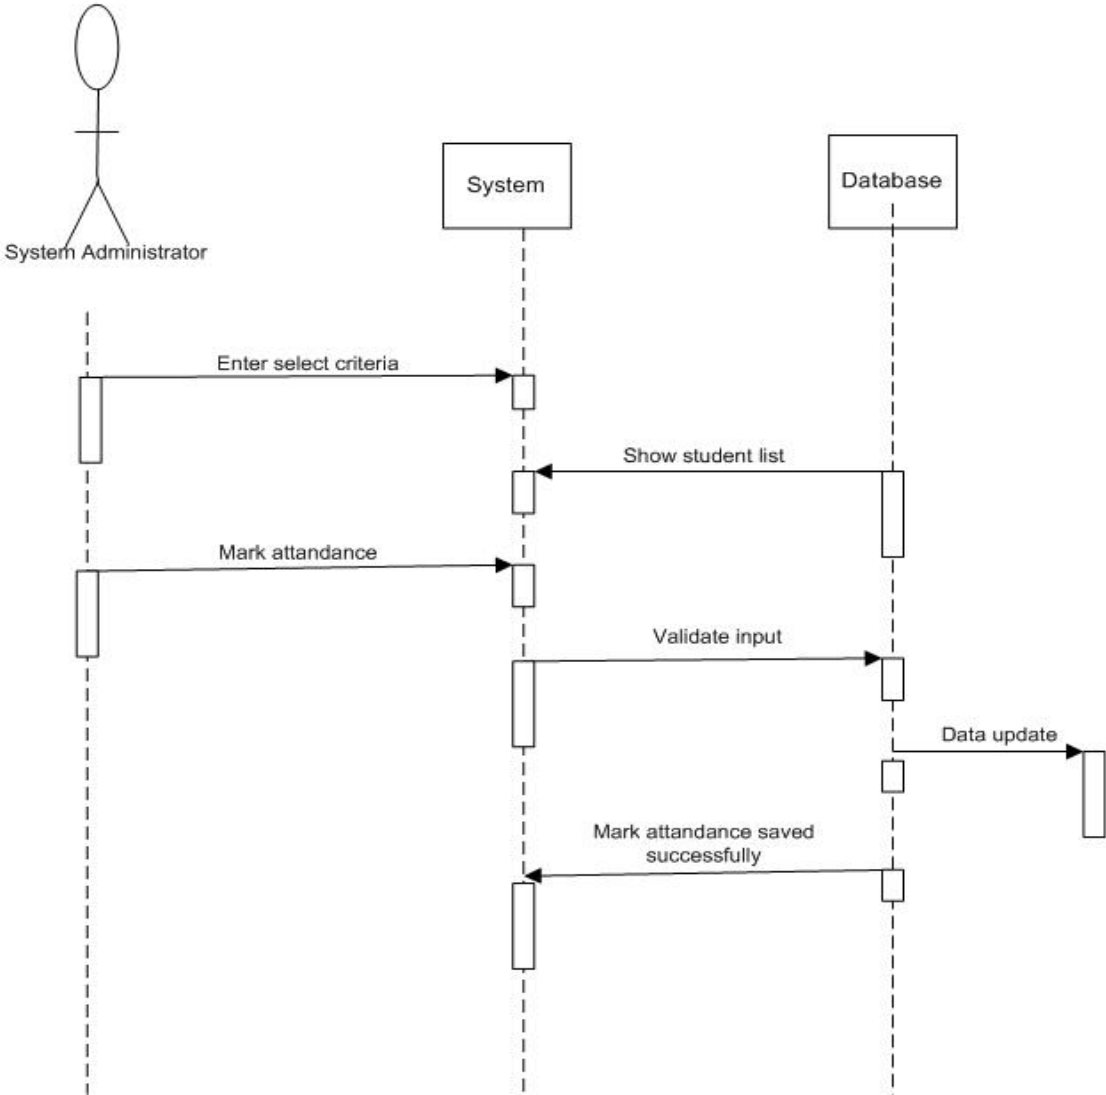 System
Database
System Administrator
Enter select criteria
Show student list
Mark attandance
Validate input
Data update
Mark attandance saved
successfully